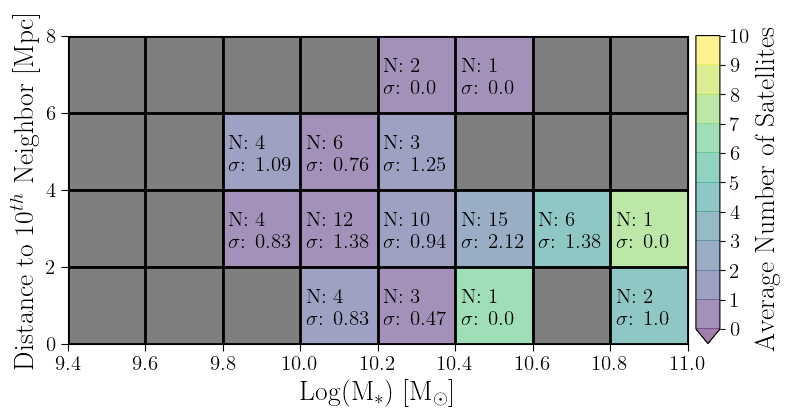 Distance to 10^{th} Neighbor [Mpc]
8
6
4
2
0
N: 2
σ: 0.0
N: 1
σ: 0.0
N: 4
σ: 1.09
N: 6
σ: 0.76
N: 3
σ: 1.25
N: 4
σ: 0.83
N: 12
σ: 1.38
N: 10
σ: 0.94
N: 15
σ: 2.12
N: 6
σ: 1.38
N: 1
σ: 0.0
N: 4
σ: 0.83
N: 3
σ: 0.47
N: 1
σ: 0.0
N: 2
σ: 1.0
9.4 9.6 9.8 10.0 10.2 10.4 10.6 10.8 11.0
Log(M_*) [M_⊙]
10
9
8
7
6
5
4
3
2
1
0
Average Number of Satellites